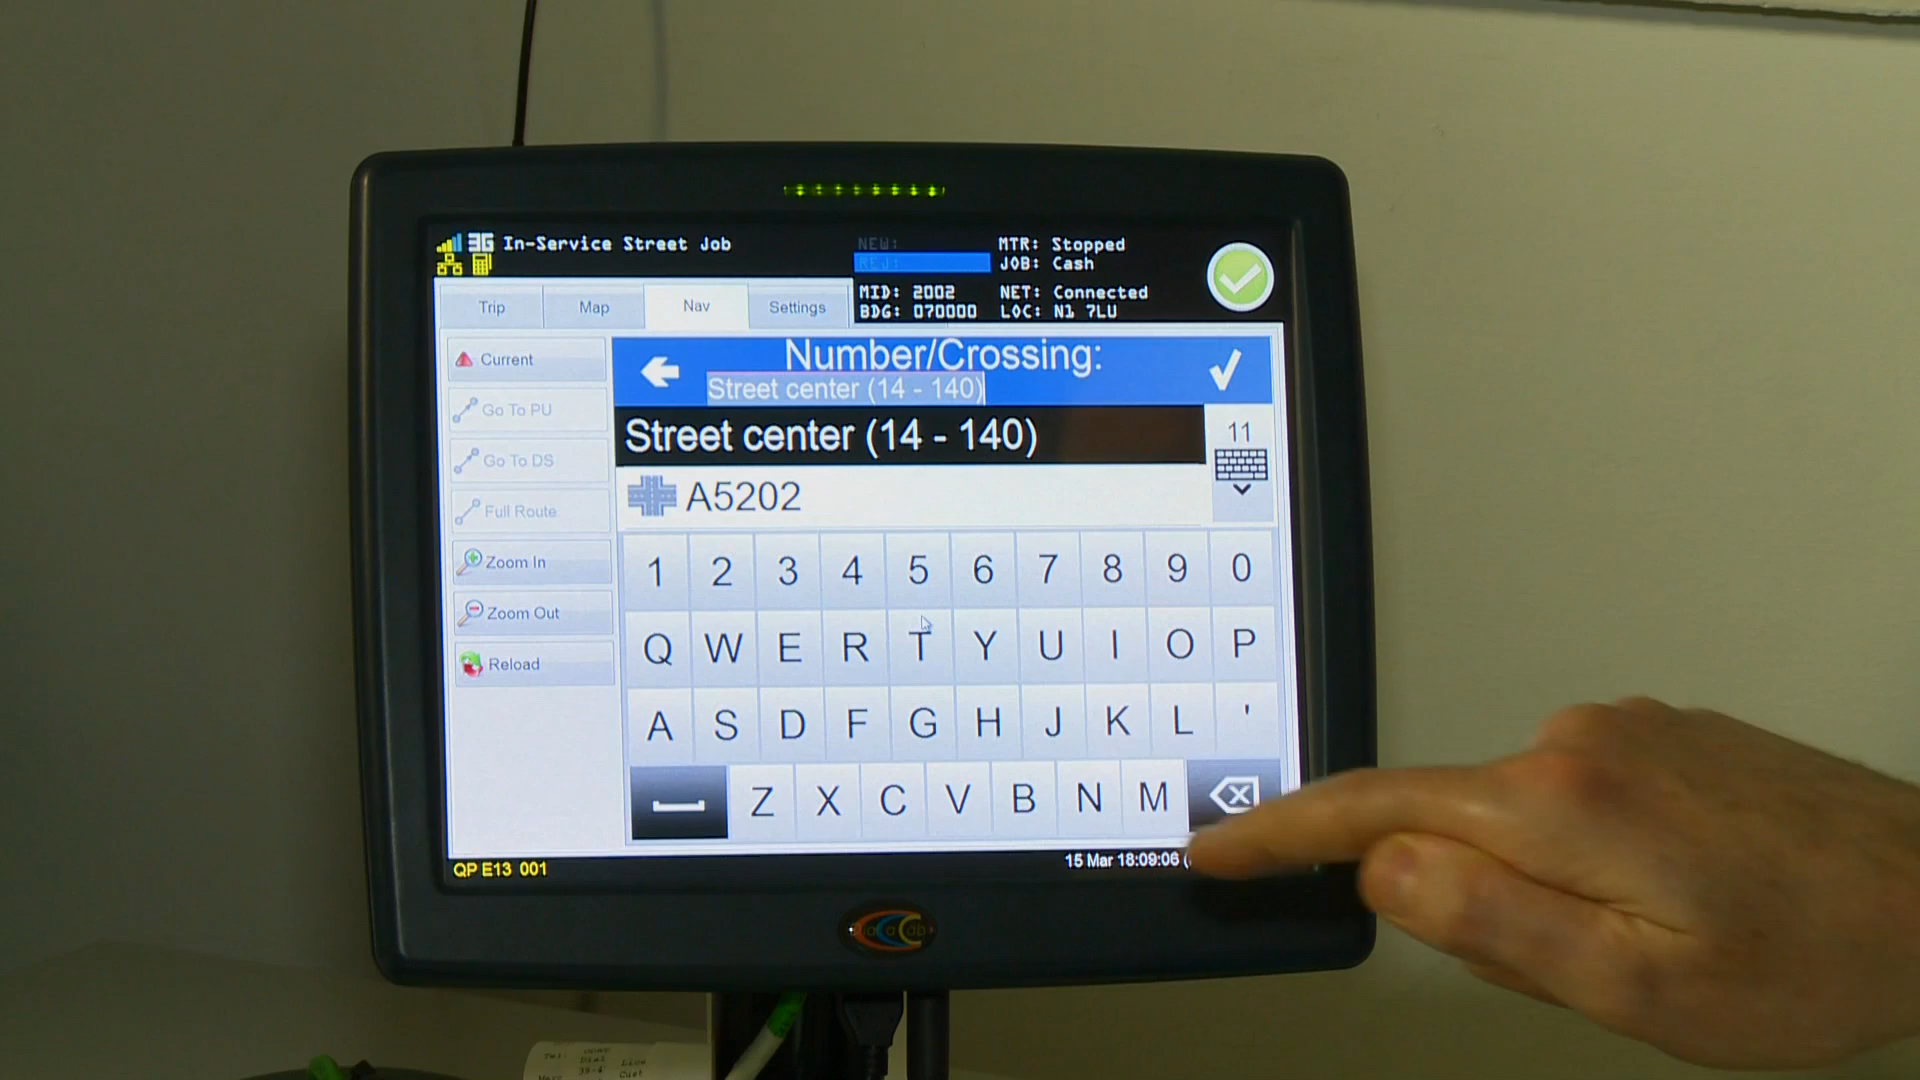 3G In-Service Street Job
NEW:
REJ:
MTR: Stopped
JOB: Cash
MID: 2002 NET: Connected
BDG: 070000 LOC: N1 7LU
Trip Map Nav Settings
Current
Go To PU
Go To DS
Full Route
Zoom In
Zoom Out
Reload
Number/Crossing:
Street center (14 - 140)
Street center (14 - 140)
11
A5202
1 2 3 4 5 6 7 8 9 0
Q W E R T Y U I O P
A S D F G H J K L '
Z X C V B N M
QP E13 001
15 Mar 18:09:06 (
Dial
Cust